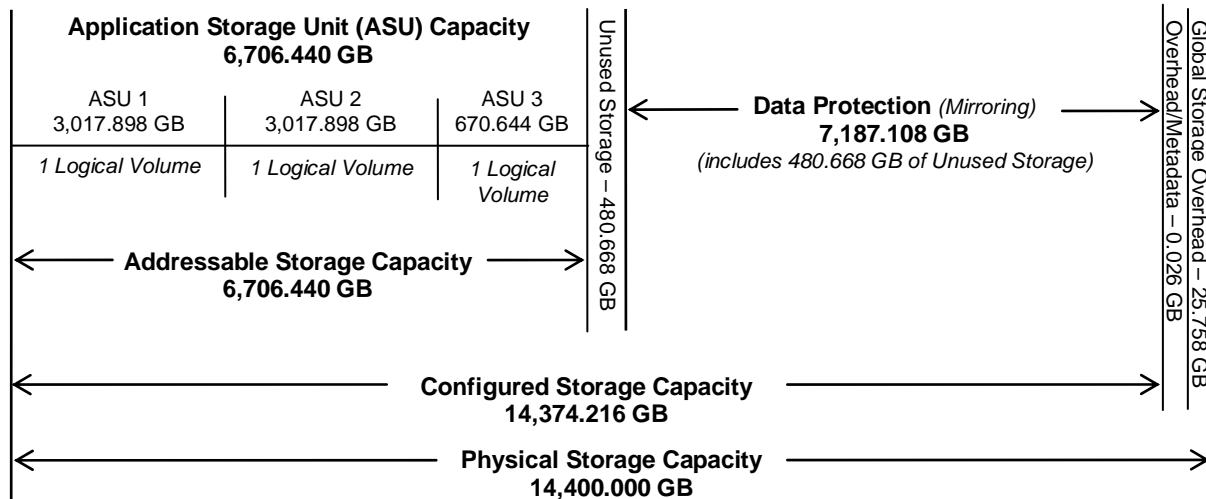 Application Storage Unit (ASU) Capacity
6,706.440 GB
ASU 1
3,017.898 GB
ASU 2
3,017.898 GB
ASU 3
670.644 GB
1 Logical Volume
1 Logical Volume
1 Logical
Volume
Addressable Storage Capacity
6,706.440 GB
Unused Storage – 480.668 GB
Data Protection (Mirroring)
7,187.108 GB
(includes 480.668 GB of Unused Storage)
Overhead/Metadata – 0.026 GB
Global Storage Overhead – 25.758 GB
Configured Storage Capacity
14,374.216 GB
Physical Storage Capacity
14,400.000 GB